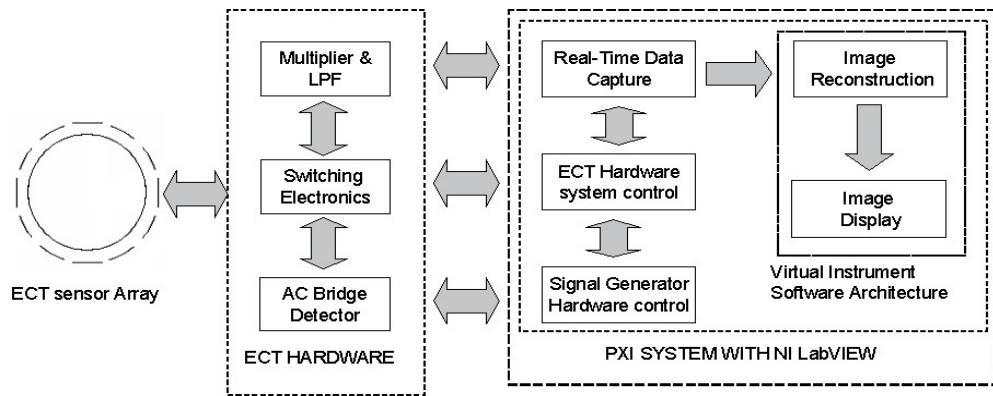 ECT sensor Array
Multiplier &
LPF
Switching
Electronics
AC Bridge
Detector
ECT HARDWARE
Real-Time Data
Capture
ECT Hardware
system control
Signal Generator
Hardware control
Image
Reconstruction
Image
Display
Virtual Instrument
Software Architecture
PXI SYSTEM WITH NI LabVIEW